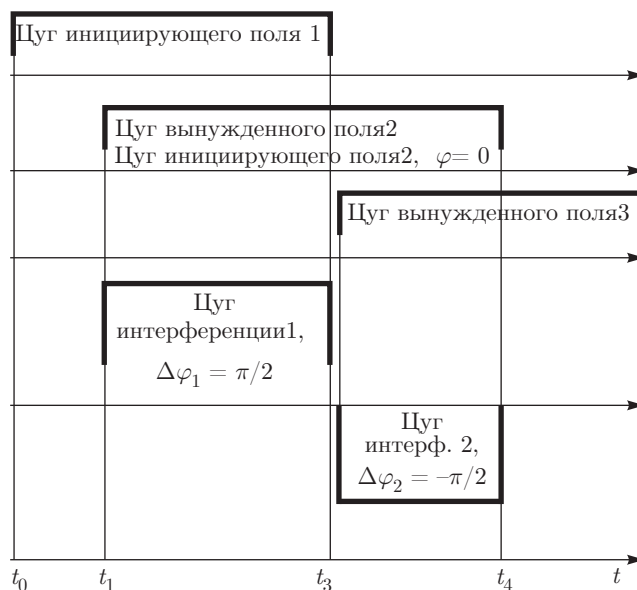 Цуг инициирующего поля 1
Цуг вынужденного поля2
Цуг инициирующего поля2, φ= 0
Цуг вынужденного поля3
Цуг
интерференции1,
Δφ₁ = π/2
Цуг
интерф. 2,
Δφ₂ = –π/2
t₀ t₁ t₃ t₄ t